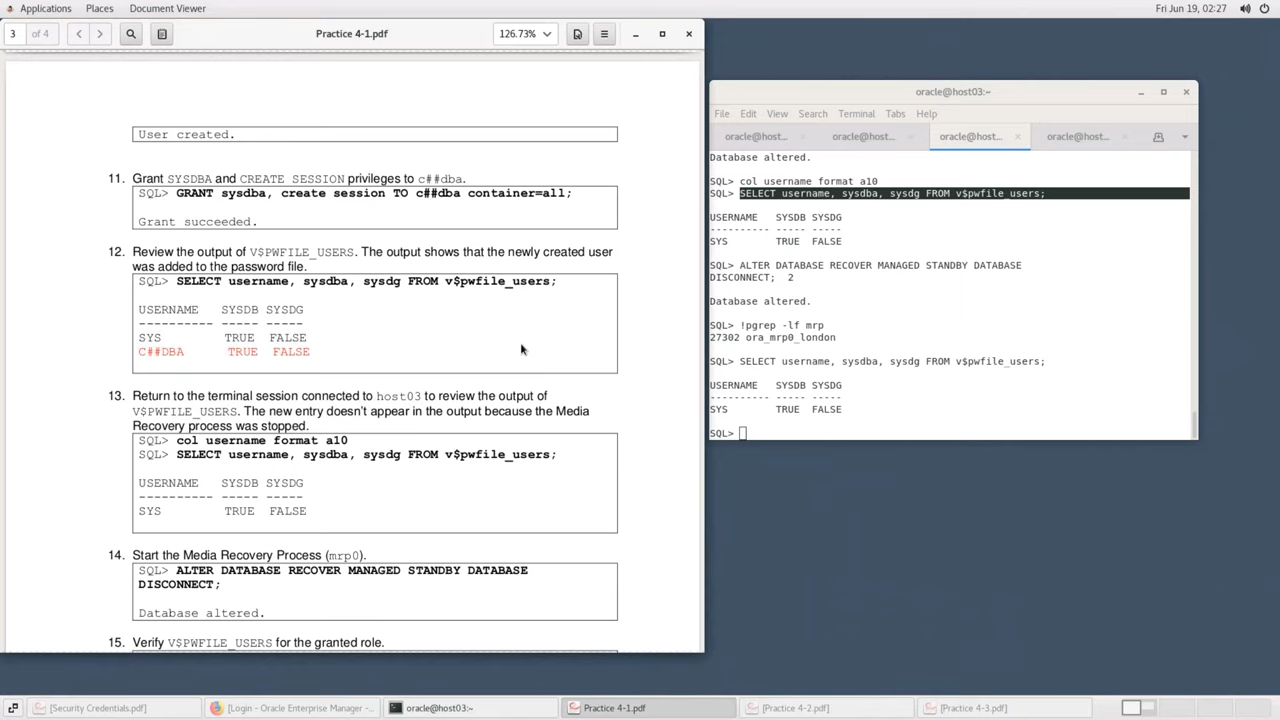 Applications Places Document Viewer Fri Jun 19, 02:27
3 of 4 Practice 4-1.pdf 126.73%
User created.
11. Grant SYSDBA and CREATE SESSION privileges to c##dba.
SQL> GRANT sysdba, create session TO c##dba container=all;
Grant succeeded.
12. Review the output of V$PWFILE_USERS. The output shows that the newly created user
was added to the password file.
SQL> SELECT username, sysdba, sysdg FROM v$pwfile_users;
USERNAME SYSDB SYSDG
---------- ----- -----
SYS TRUE FALSE
C##DBA TRUE FALSE
13. Return to the terminal session connected to host03 to review the output of
V$PWFILE_USERS. The new entry doesn't appear in the output because the Media
Recovery process was stopped.
SQL> col username format a10
SQL> SELECT username, sysdba, sysdg FROM v$pwfile_users;
USERNAME SYSDB SYSDG
---------- ----- -----
SYS TRUE FALSE
14. Start the Media Recovery Process (mrp0).
SQL> ALTER DATABASE RECOVER MANAGED STANDBY DATABASE
DISCONNECT;
Database altered.
15. Verify V$PWFILE_USERS for the granted role.
oracle@host03:~
File Edit View Search Terminal Tabs Help
oracle@host... oracle@host... oracle@host... oracle@host...
Database altered.
SQL> col username format a10
SQL> SELECT username, sysdba, sysdg FROM v$pwfile_users;
USERNAME SYSDB SYSDG
---------- ----- -----
SYS TRUE FALSE
SQL> ALTER DATABASE RECOVER MANAGED STANDBY DATABASE
DISCONNECT; 2
Database altered.
SQL> !pgrep -lf mrp
27302 ora_mrp0_london
SQL> SELECT username, sysdba, sysdg FROM v$pwfile_users;
USERNAME SYSDB SYSDG
---------- ----- -----
SYS TRUE FALSE
SQL>
[Security Credentials.pdf] [Login - Oracle Enterprise Manager -... oracle@host03:~ Practice 4-1.pdf [Practice 4-2.pdf] [Practice 4-3.pdf]